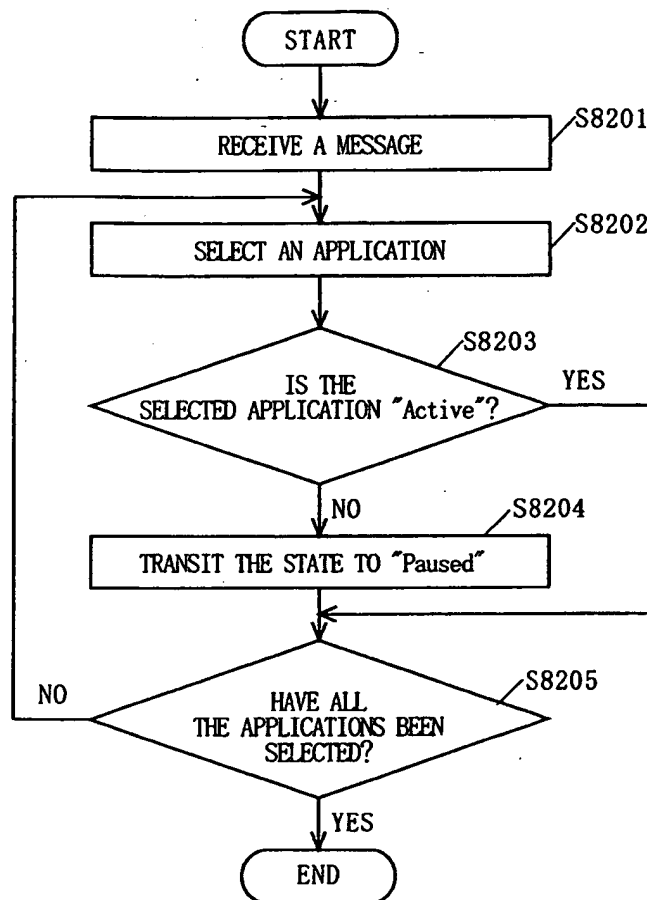 START
RECEIVE A MESSAGE
S8201
SELECT AN APPLICATION
S8202
S8203
IS THE
SELECTED APPLICATION "Active"?
YES
NO
S8204
TRANSIT THE STATE TO "Paused"
NO
S8205
HAVE ALL
THE APPLICATIONS BEEN
SELECTED?
YES
END